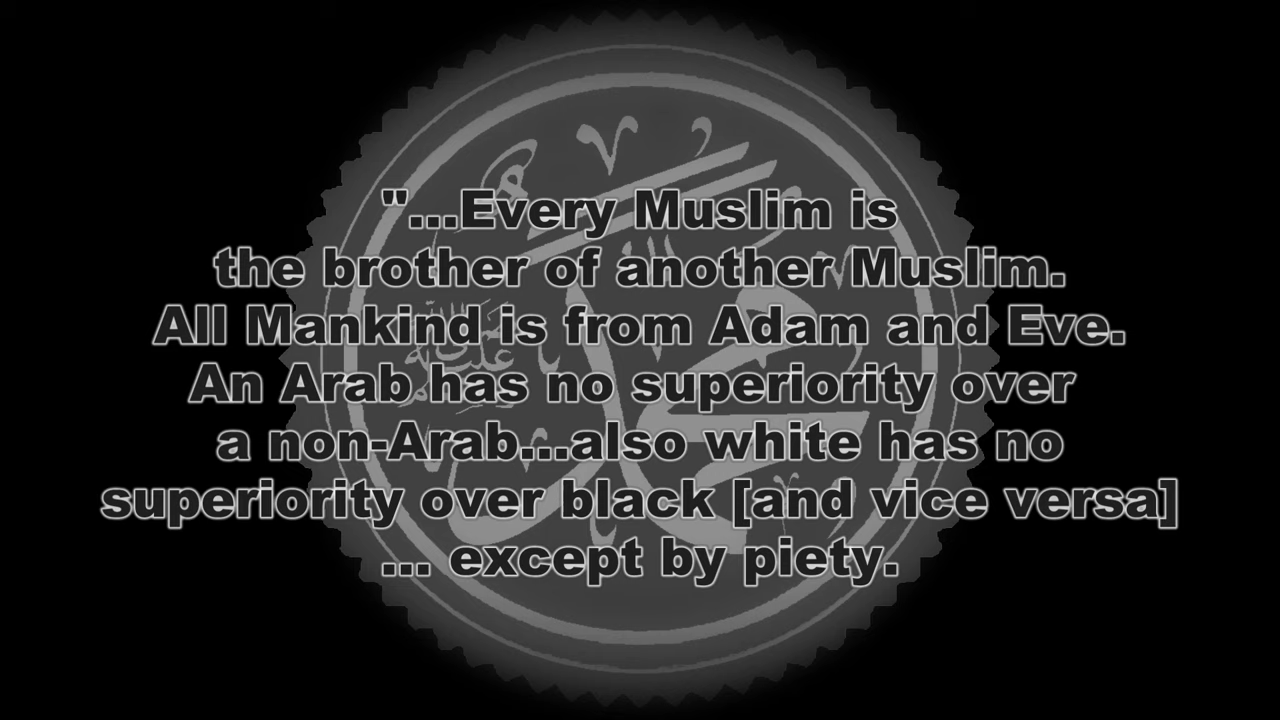 "...Every Muslim is
the brother of another Muslim.
All Mankind is from Adam and Eve.
An Arab has no superiority over
a non-Arab...also white has no
superiority over black [and vice versa]
... except by piety.
محمد